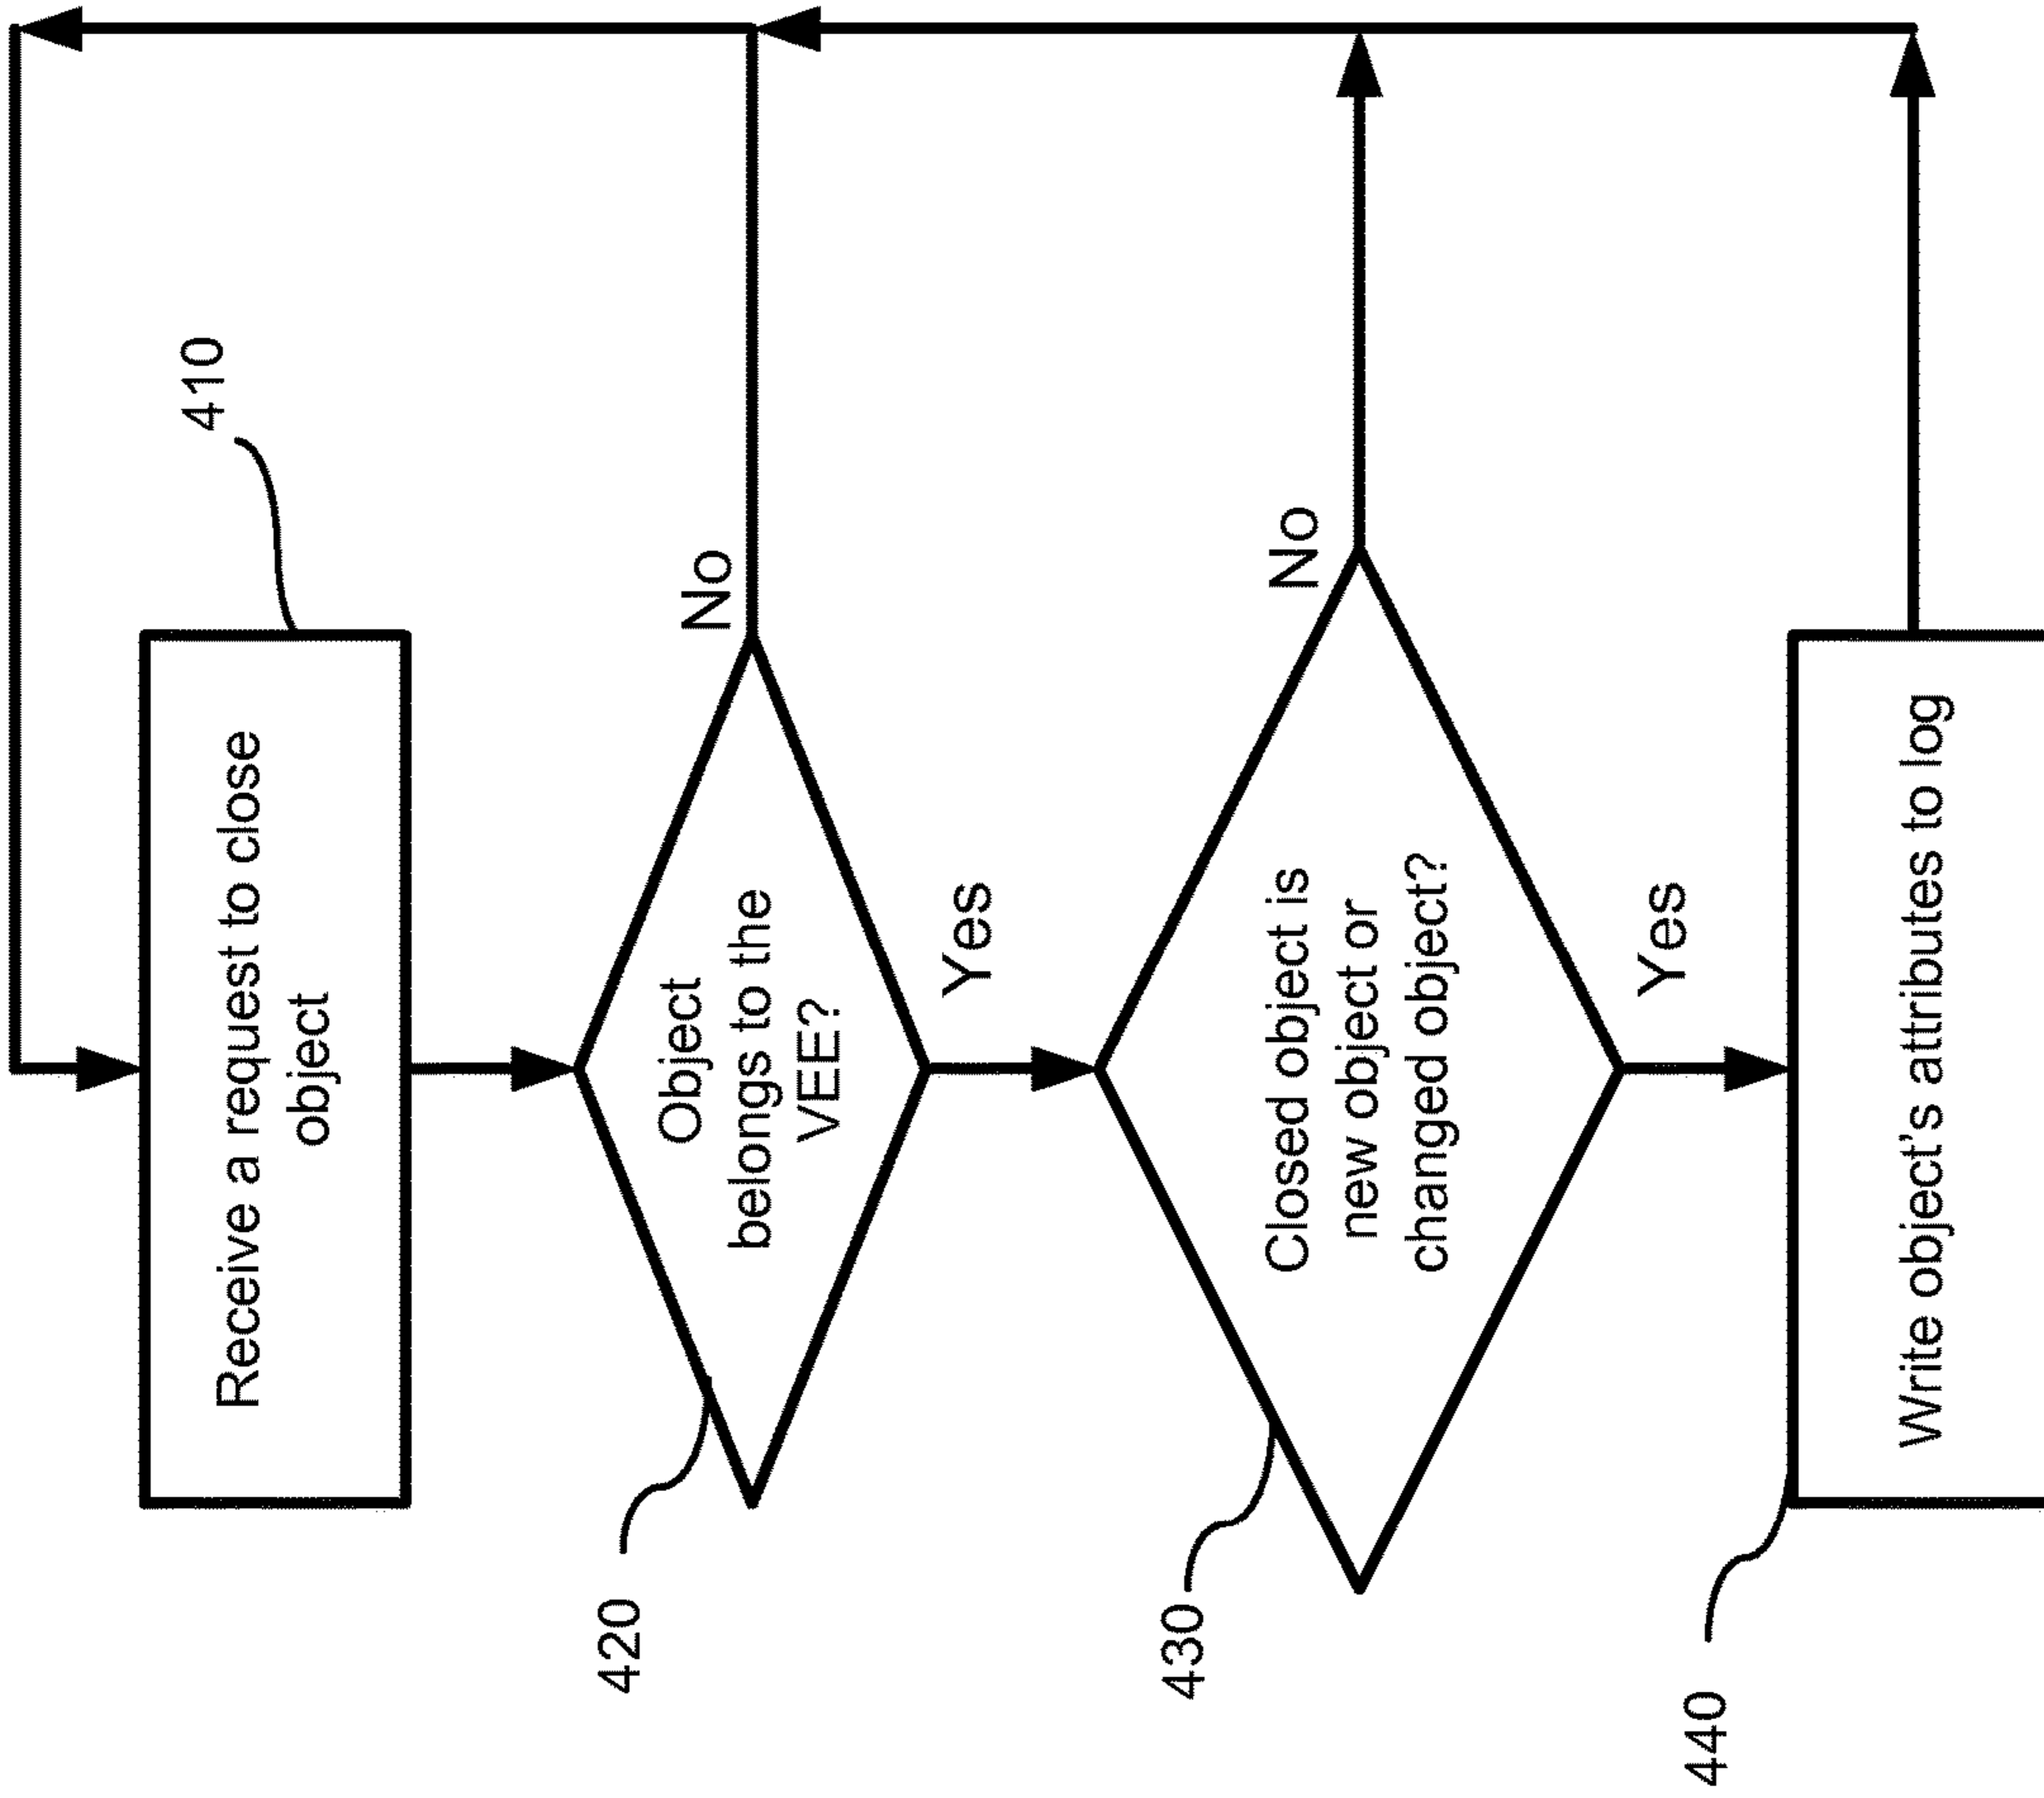 410
Receive a request to close
object
420
Object
belongs to the
VEE?
No
Yes
430
Closed object is
new object or
changed object?
No
Yes
440
Write object's attributes to log